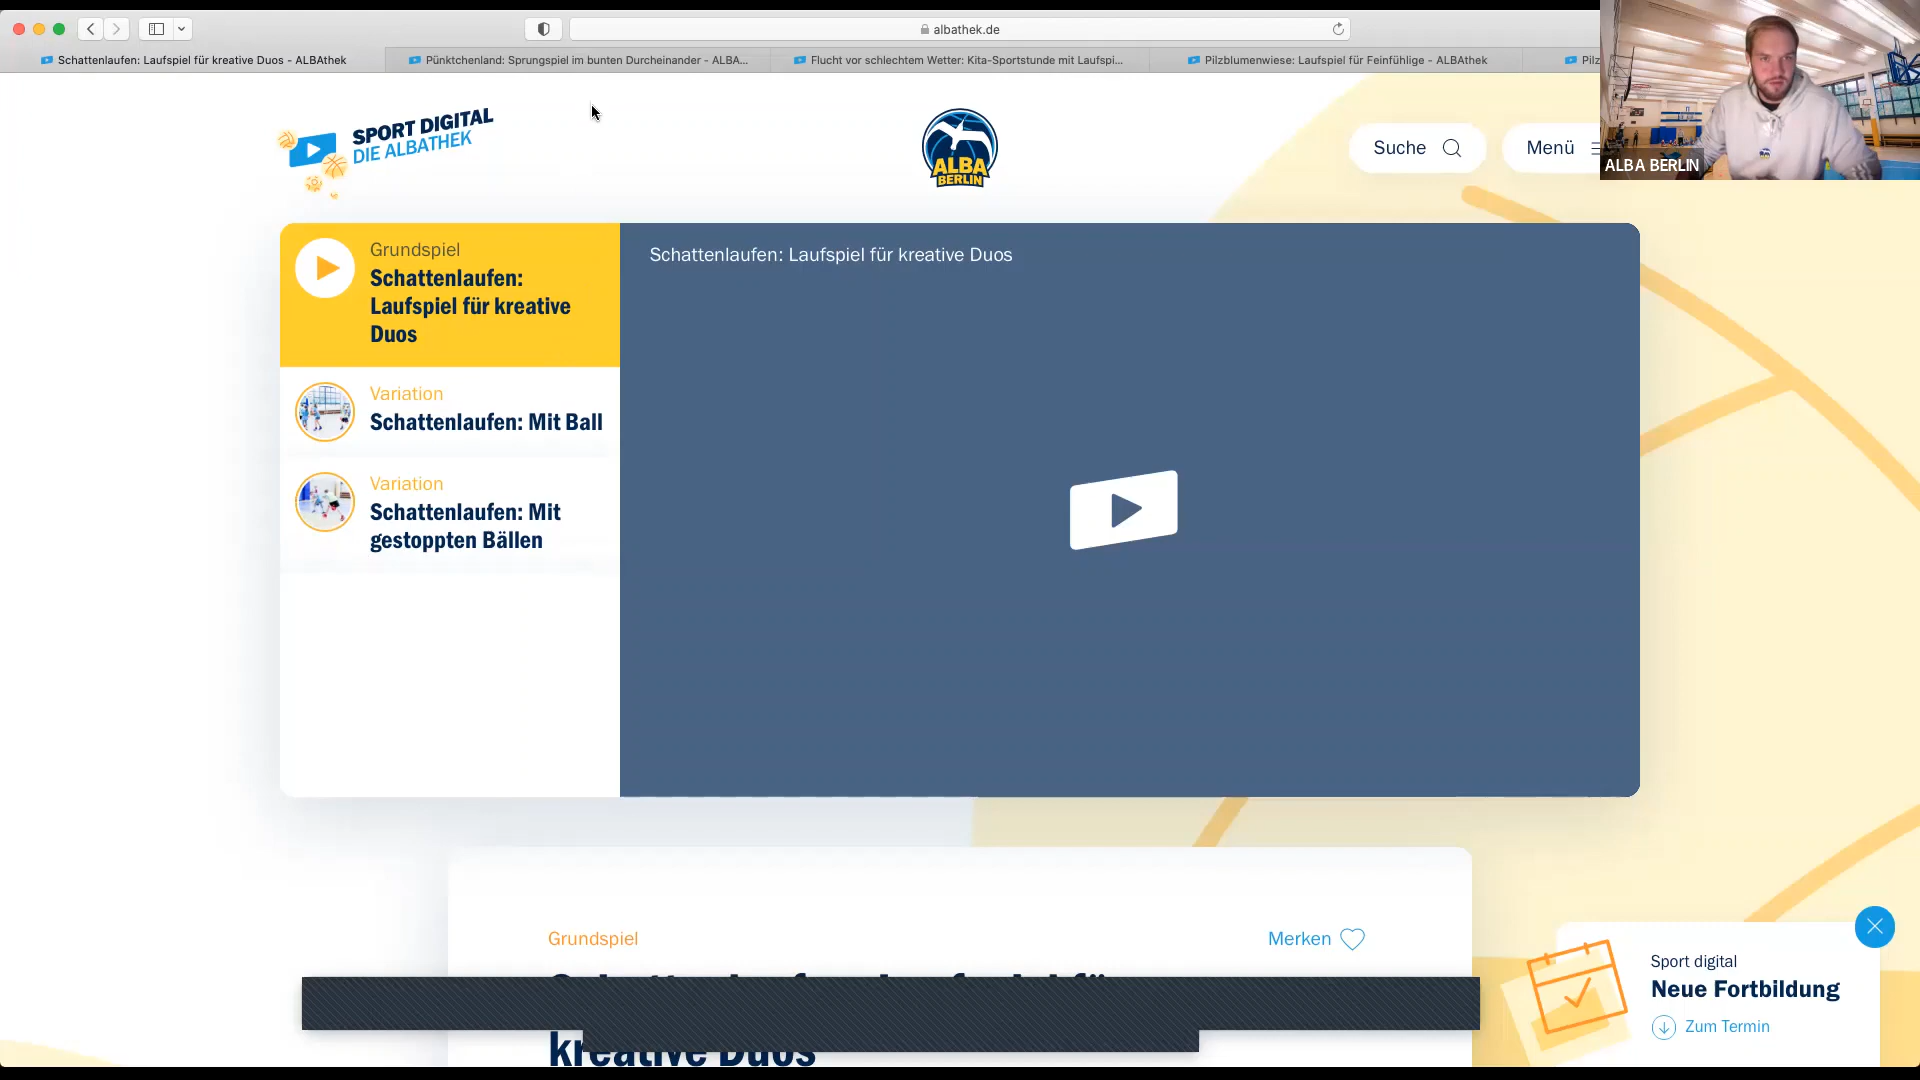 albathek.de
Schattenlaufen: Laufspiel für kreative Duos - ALBAthek
Pünktchenland: Sprungspiel im bunten Durcheinander - ALBA...
Flucht vor schlechtem Wetter: Kita-Sportstunde mit Laufspi...
Pilzblumenwiese: Laufspiel für Feinfühlige - ALBAthek
Pilz
SPORT DIGITAL
DIE ALBATHEK
ALBA
BERLIN
Suche
Menü
ALBA BERLIN
Grundspiel
Schattenlaufen:
Laufspiel für kreative
Duos
Variation
Schattenlaufen: Mit Ball
Variation
Schattenlaufen: Mit
gestoppten Bällen
Schattenlaufen: Laufspiel für kreative Duos
Grundspiel
Merken
kreative Duos
Sport digital
Neue Fortbildung
Zum Termin